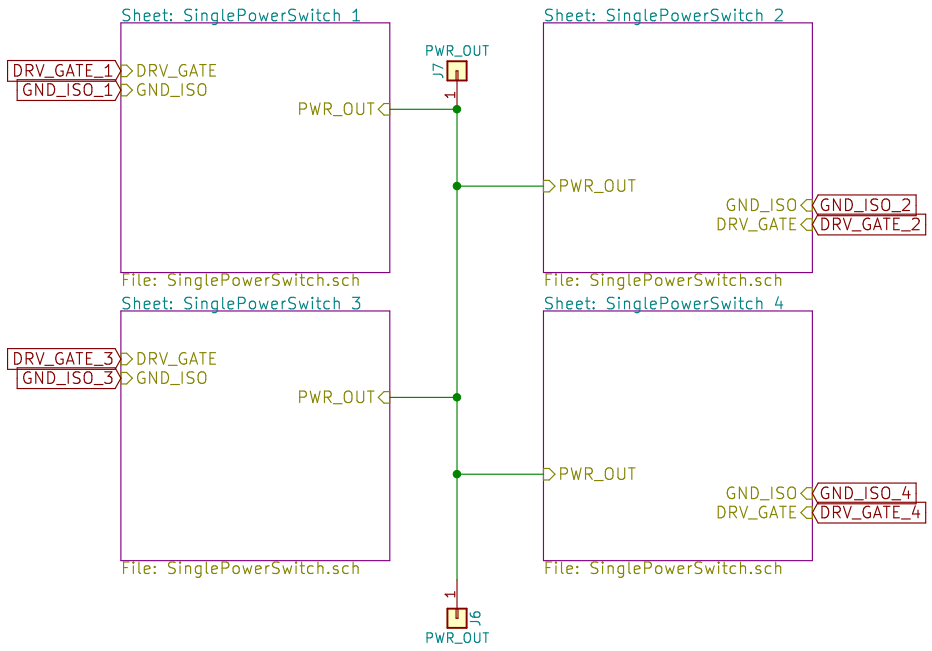 Sheet: SinglePowerSwitch 1
DRV_GATE_1
DRV_GATE
GND_ISO_1
GND_ISO
PWR_OUT
File: SinglePowerSwitch.sch
PWR_OUT
J7
1
Sheet: SinglePowerSwitch 2
PWR_OUT
GND_ISO
GND_ISO_2
DRV_GATE
DRV_GATE_2
File: SinglePowerSwitch.sch
Sheet: SinglePowerSwitch 3
DRV_GATE_3
DRV_GATE
GND_ISO_3
GND_ISO
PWR_OUT
File: SinglePowerSwitch.sch
Sheet: SinglePowerSwitch 4
PWR_OUT
GND_ISO
GND_ISO_4
DRV_GATE
DRV_GATE_4
File: SinglePowerSwitch.sch
1
J6
PWR_OUT